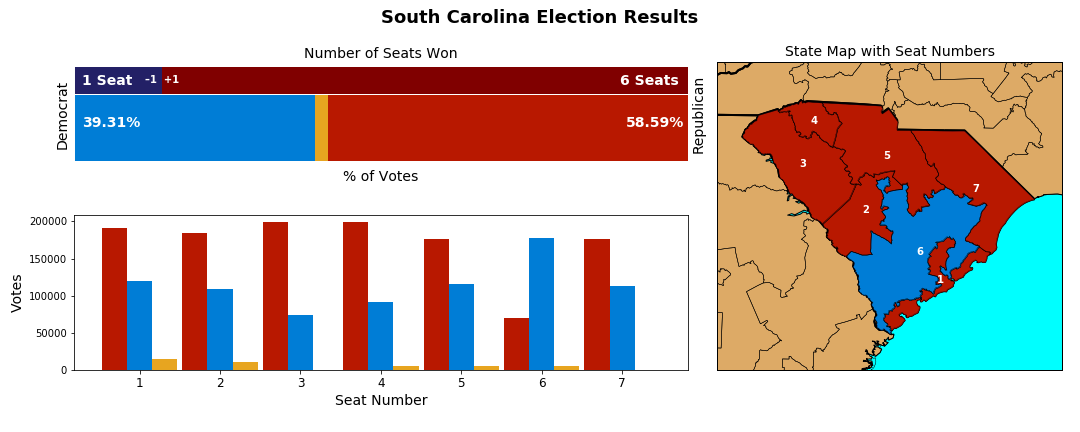 South Carolina Election Results
Number of Seats Won
Democrat
1 Seat
-1
+1
6 Seats
39.31%
58.59%
Republican
% of Votes
Votes
200000
150000
100000
50000
0
1 2 3 4 5 6 7
Seat Number
State Map with Seat Numbers
4
5
3
7
2
6
1